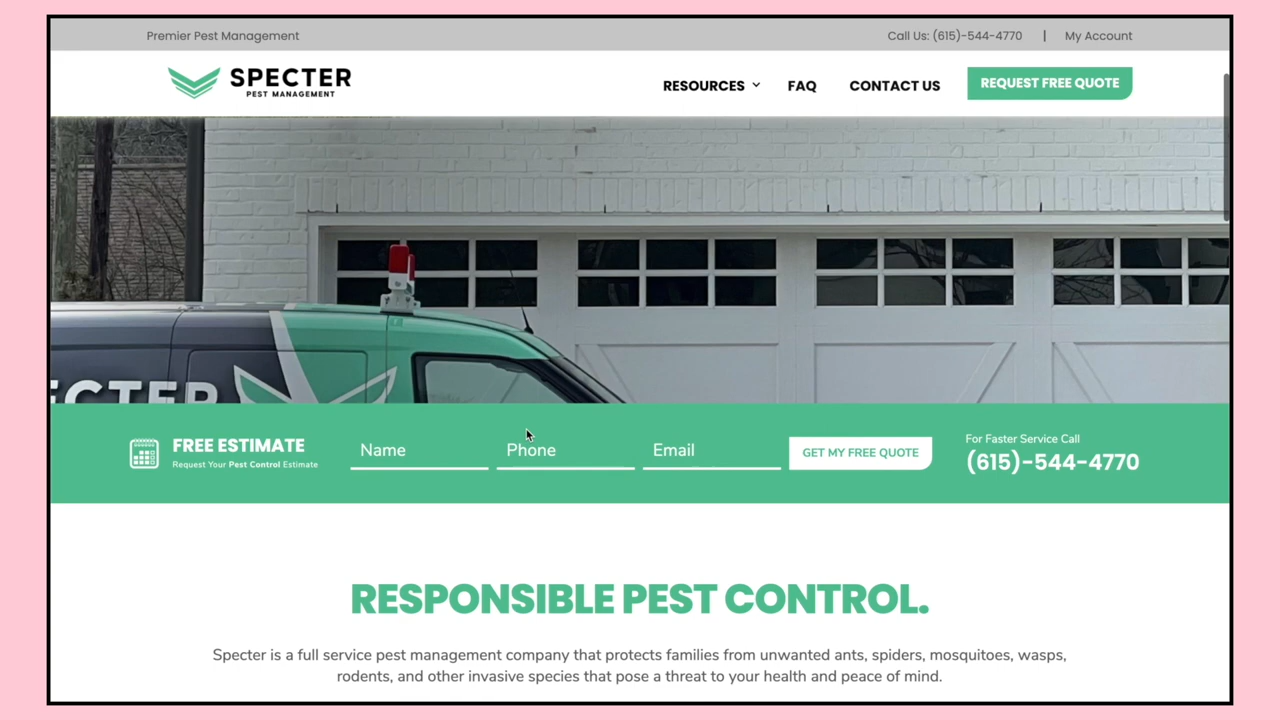 Premier Pest Management
Call Us: (615)-544-4770 | My Account
SPECTER
PEST MANAGEMENT
RESOURCES FAQ CONTACT US REQUEST FREE QUOTE
SPECTER
FREE ESTIMATE
Request Your Pest Control Estimate
Name Phone Email GET MY FREE QUOTE
For Faster Service Call
(615)-544-4770
RESPONSIBLE PEST CONTROL.
Specter is a full service pest management company that protects families from unwanted ants, spiders, mosquitoes, wasps,
rodents, and other invasive species that pose a threat to your health and peace of mind.